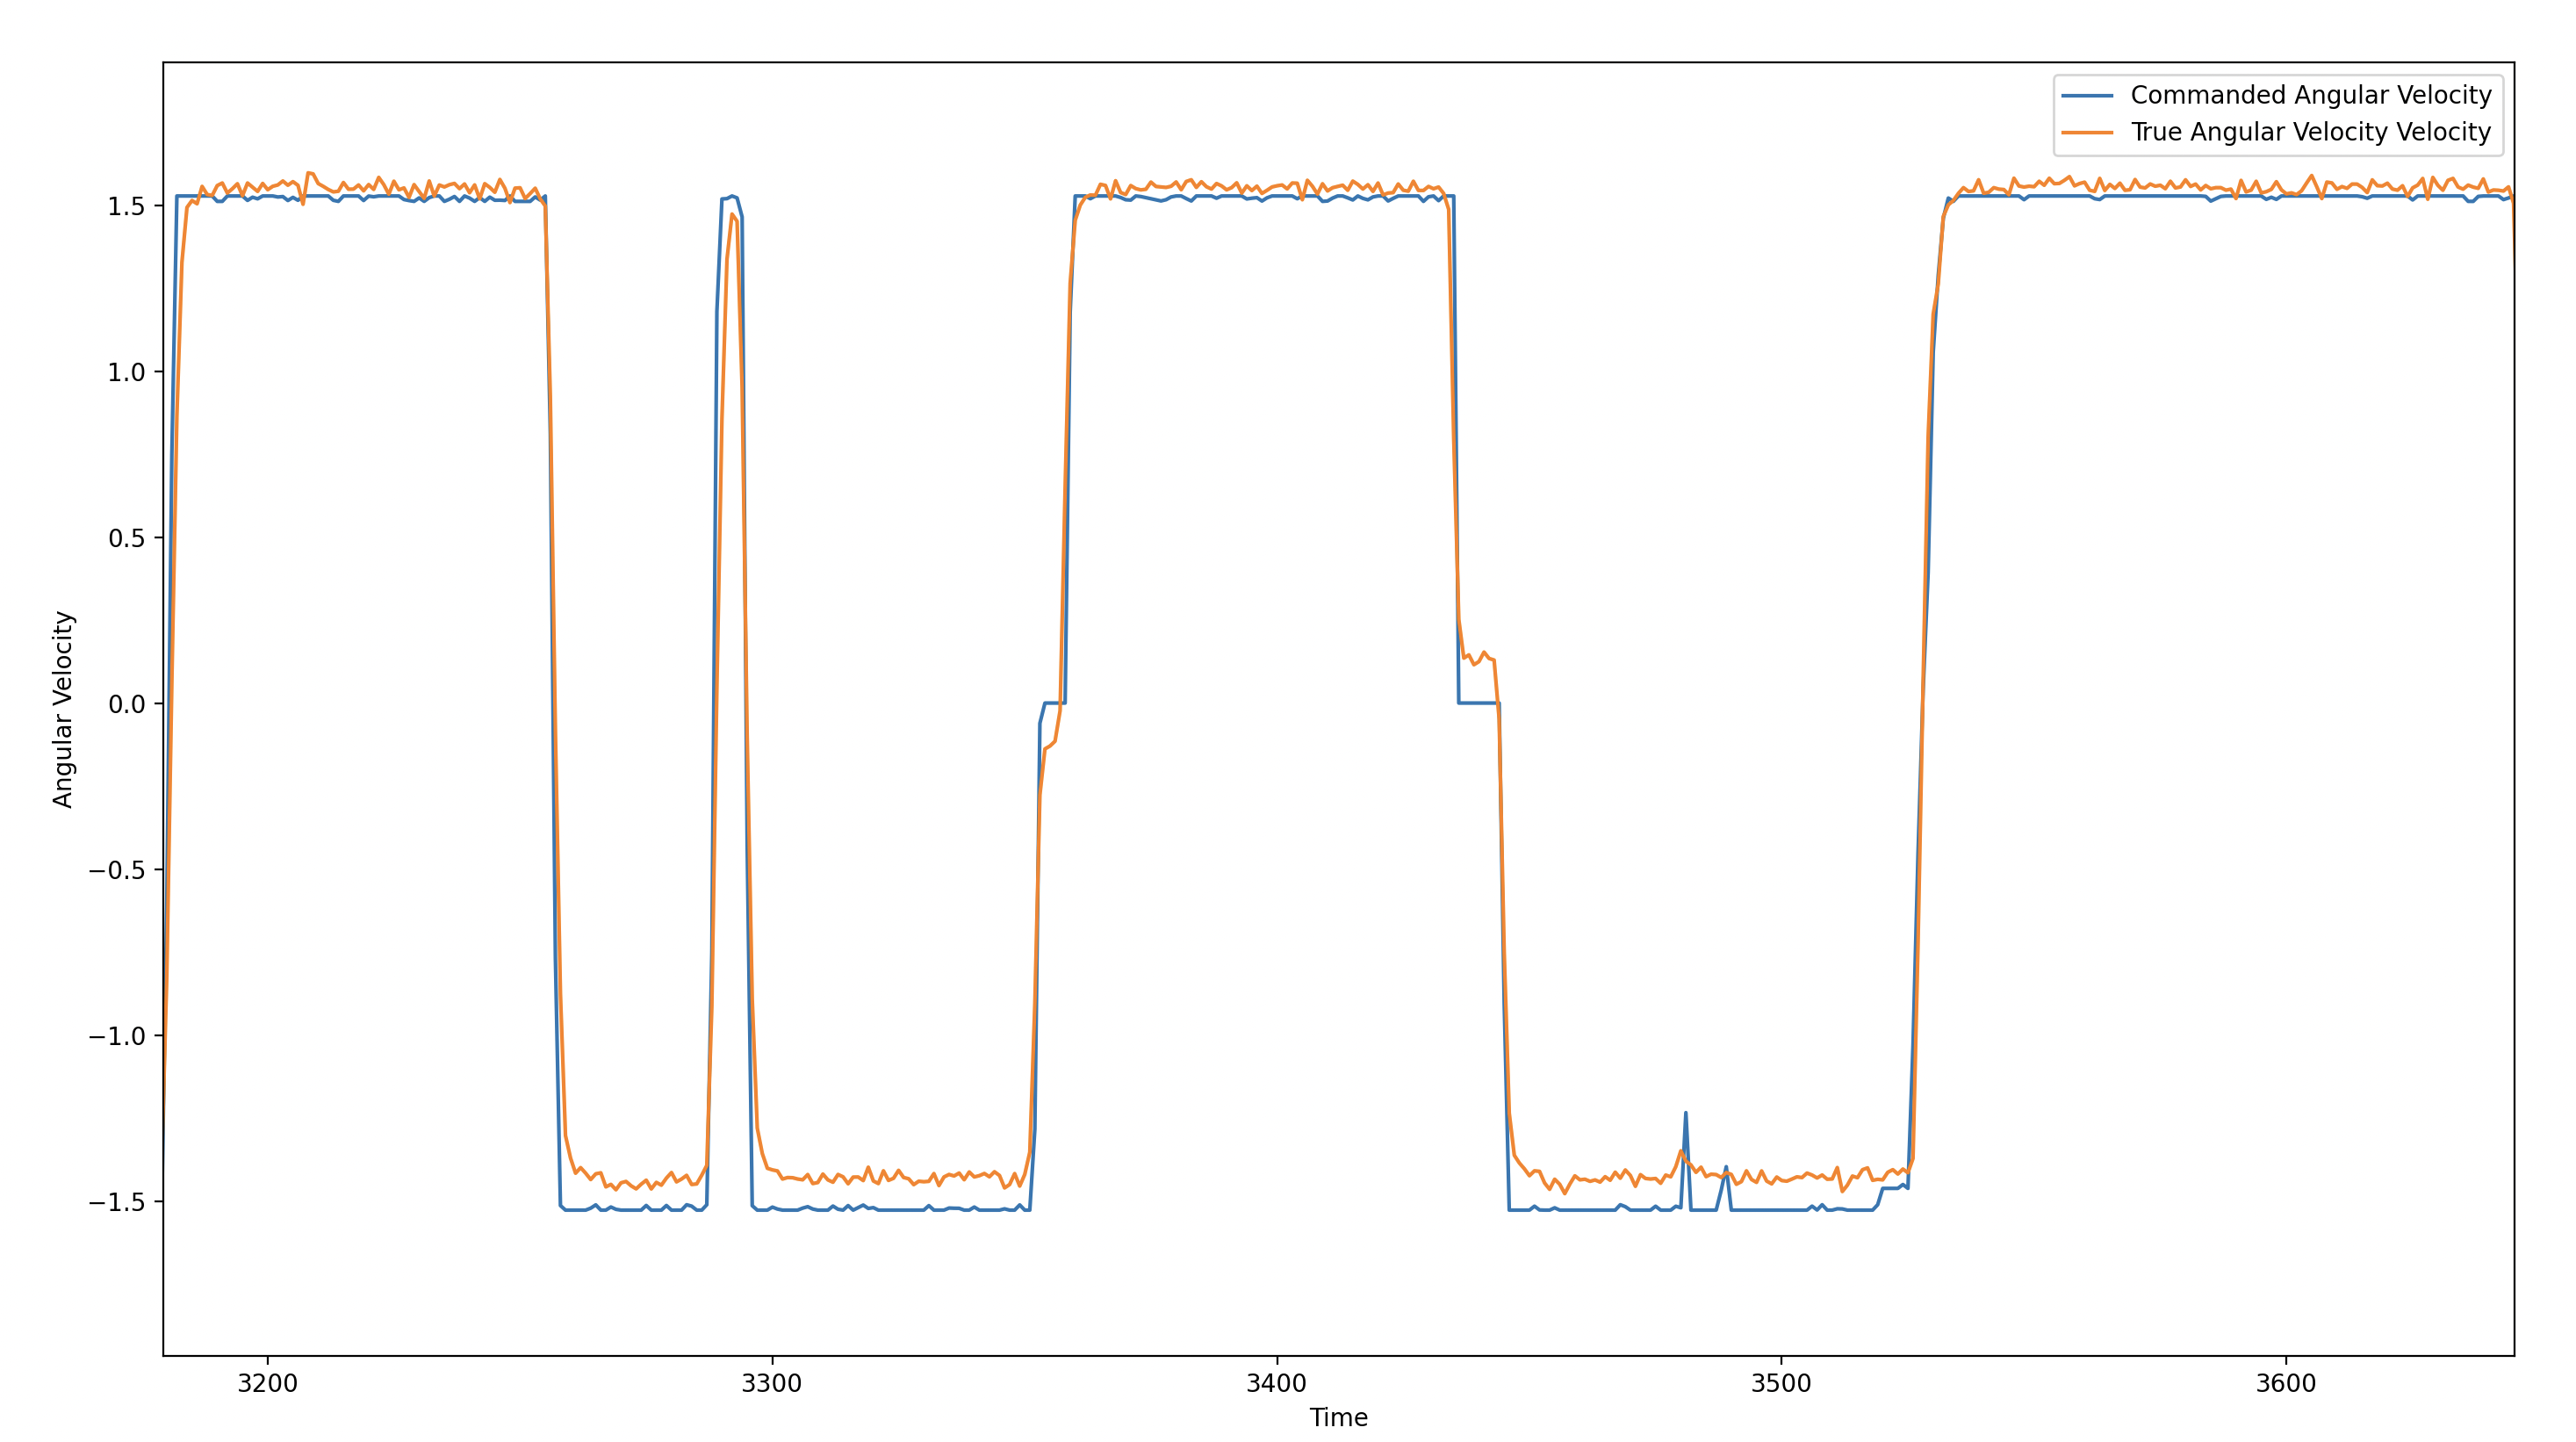 Commanded Angular Velocity
True Angular Velocity Velocity
1.5
1.0
0.5
0.0
−0.5
−1.0
−1.5
Angular Velocity
3200 3300 3400 3500 3600
Time